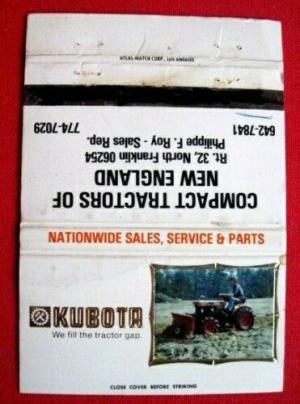 ATLAS MATCH CORP., LOS ANGELES
COMPACT TRACTORS OF
NEW ENGLAND
Rt. 32, North Franklin 06254
Philippe F. Roy - Sales Rep.
642-7841 774-7029
NATIONWIDE SALES, SERVICE & PARTS
KUBOTA
We fill the tractor gap.
CLOSE COVER BEFORE STRIKING